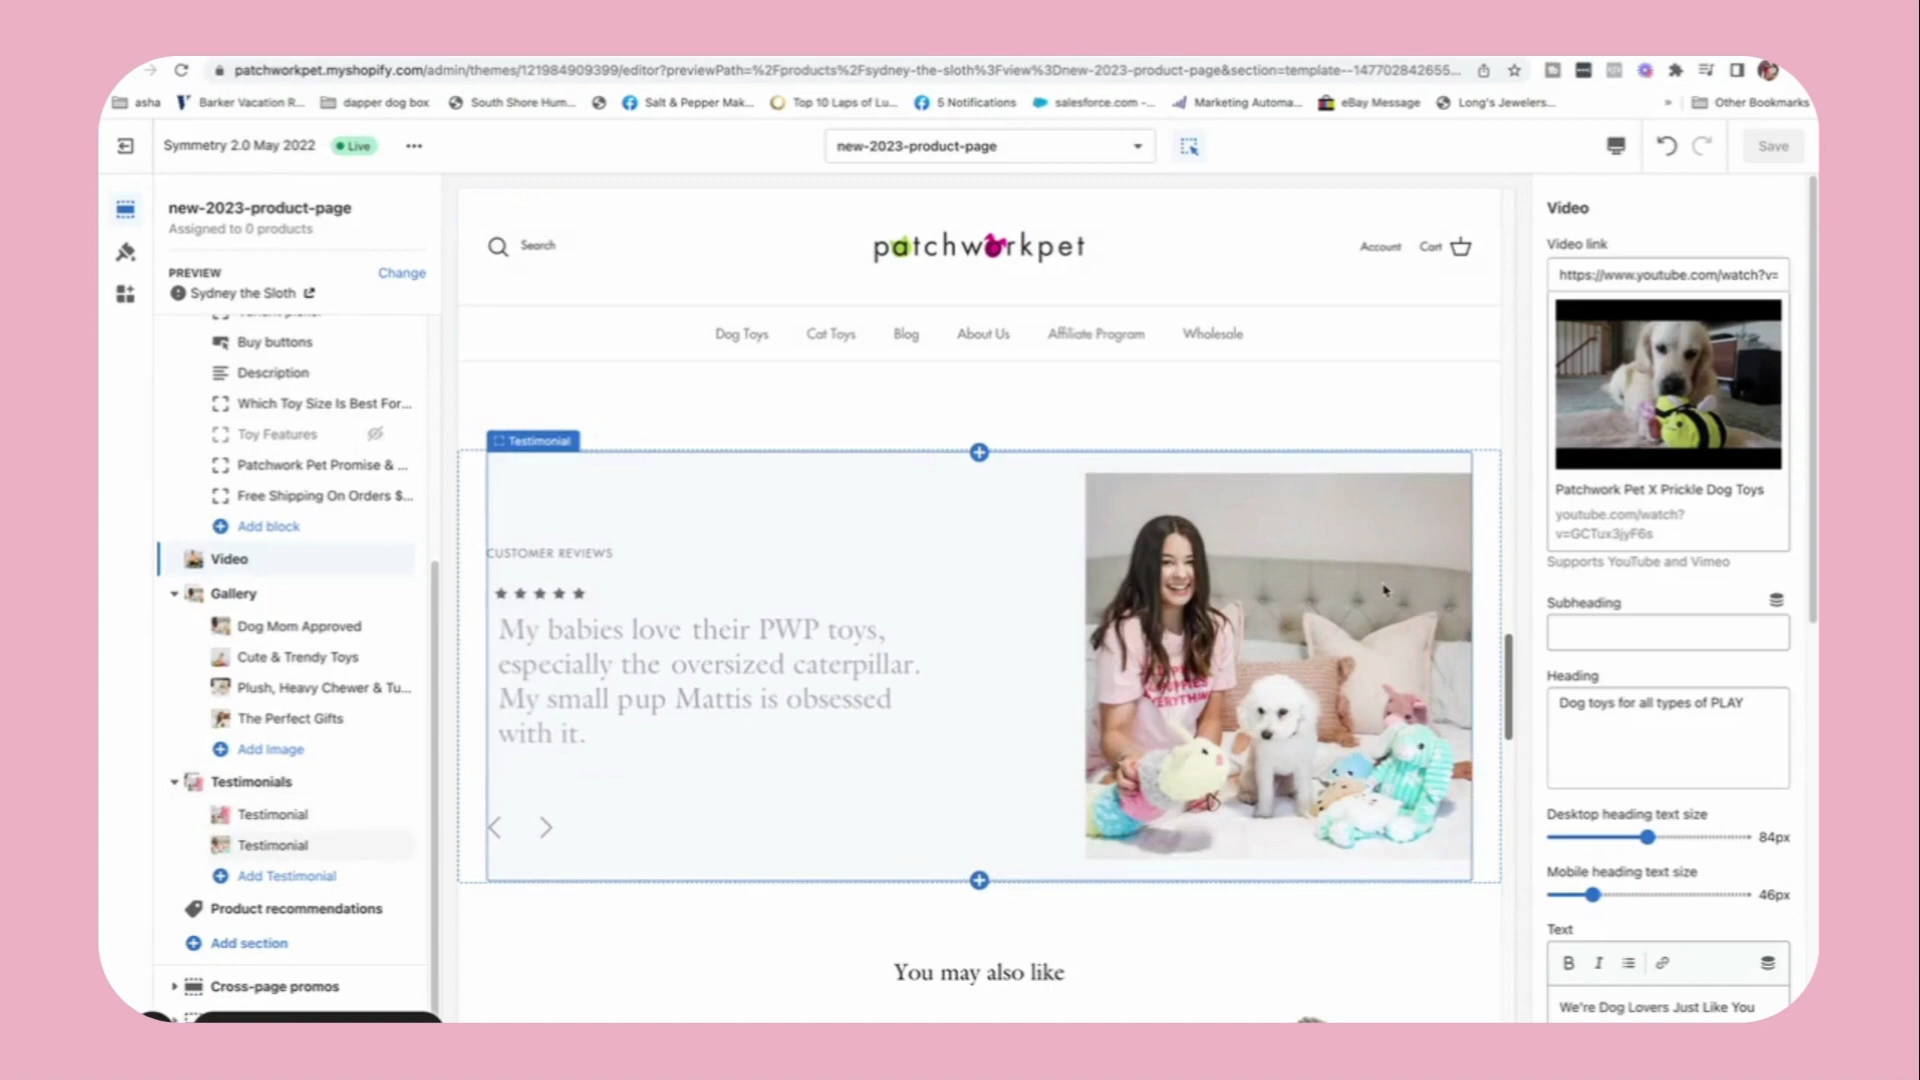 patchworkpet.myshopify.com/admin/themes/121984909399/editor?previewPath=%2Fproducts%2Fsydney-the-sloth%3Fview%3Dnew-2023-product-page&section=template--147702842655...
asha
Barker Vacation R...
dapper dog box
South Shore Hum...
Salt & Pepper Mak...
Top 10 Laps of Lu...
5 Notifications
salesforce.com -...
Marketing Automa...
eBay Message
Long's Jewelers...
»
Other Bookmarks
Symmetry 2.0 May 2022
Live
new-2023-product-page
Save
new-2023-product-page
Assigned to 0 products
PREVIEW
Change
Sydney the Sloth
Buy buttons
Description
Which Toy Size Is Best For...
Toy Features
Patchwork Pet Promise & ...
Free Shipping On Orders $...
Add block
Video
Gallery
Dog Mom Approved
Cute & Trendy Toys
Plush, Heavy Chewer & Tu...
The Perfect Gifts
Add Image
Testimonials
Testimonial
Testimonial
Add Testimonial
Product recommendations
Add section
Cross-page promos
Search
patchworkpet
Account
Cart
Dog Toys
Cat Toys
Blog
About Us
Affiliate Program
Wholesale
Testimonial
CUSTOMER REVIEWS
My babies love their PWP toys,
especially the oversized caterpillar.
My small pup Mattis is obsessed
with it.
You may also like
Video
Video link
https://www.youtube.com/watch?v=
Patchwork Pet X Prickle Dog Toys
youtube.com/watch?
v=GCTux3jyF6s
Supports YouTube and Vimeo
Subheading
Heading
Dog toys for all types of PLAY
Desktop heading text size
84px
Mobile heading text size
46px
Text
B I
We're Dog Lovers Just Like You